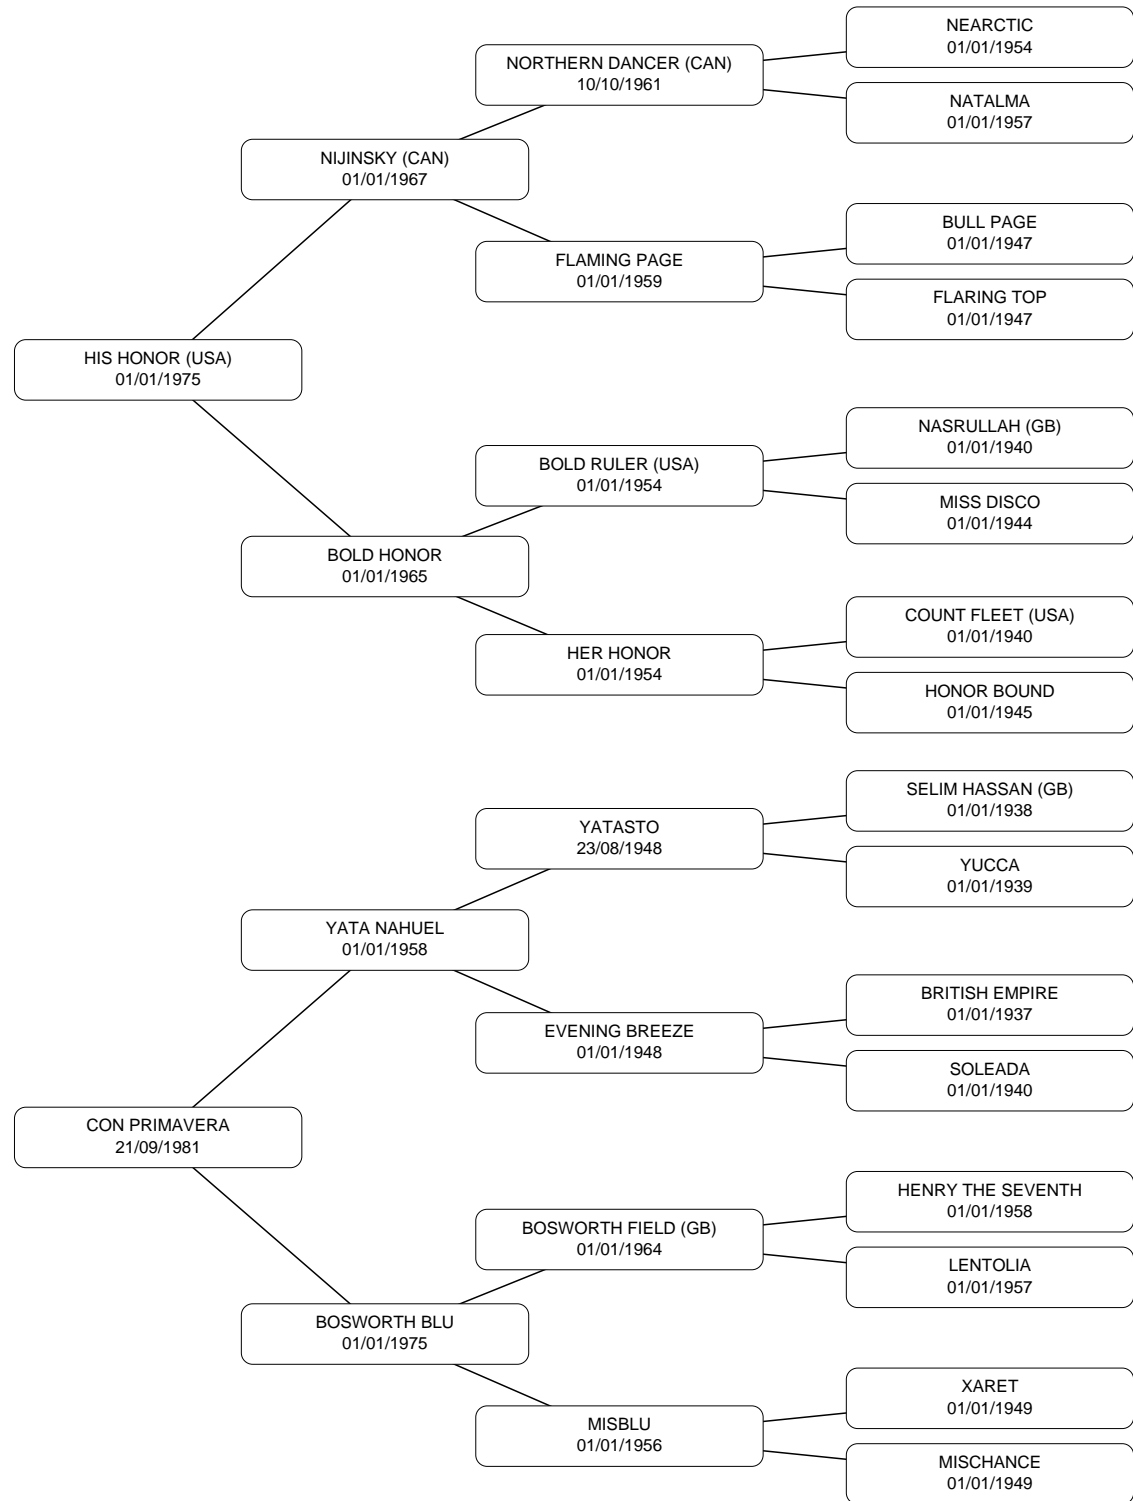 NEARCTIC
01/01/1954
NORTHERN DANCER (CAN)
10/10/1961
NATALMA
01/01/1957
NIJINSKY (CAN)
01/01/1967
BULL PAGE
01/01/1947
FLAMING PAGE
01/01/1959
FLARING TOP
01/01/1947
HIS HONOR (USA)
01/01/1975
NASRULLAH (GB)
01/01/1940
BOLD RULER (USA)
01/01/1954
MISS DISCO
01/01/1944
BOLD HONOR
01/01/1965
COUNT FLEET (USA)
01/01/1940
HER HONOR
01/01/1954
HONOR BOUND
01/01/1945
SELIM HASSAN (GB)
01/01/1938
YATASTO
23/08/1948
YUCCA
01/01/1939
YATA NAHUEL
01/01/1958
BRITISH EMPIRE
01/01/1937
EVENING BREEZE
01/01/1948
SOLEADA
01/01/1940
CON PRIMAVERA
21/09/1981
HENRY THE SEVENTH
01/01/1958
BOSWORTH FIELD (GB)
01/01/1964
LENTOLIA
01/01/1957
BOSWORTH BLU
01/01/1975
XARET
01/01/1949
MISBLU
01/01/1956
MISCHANCE
01/01/1949